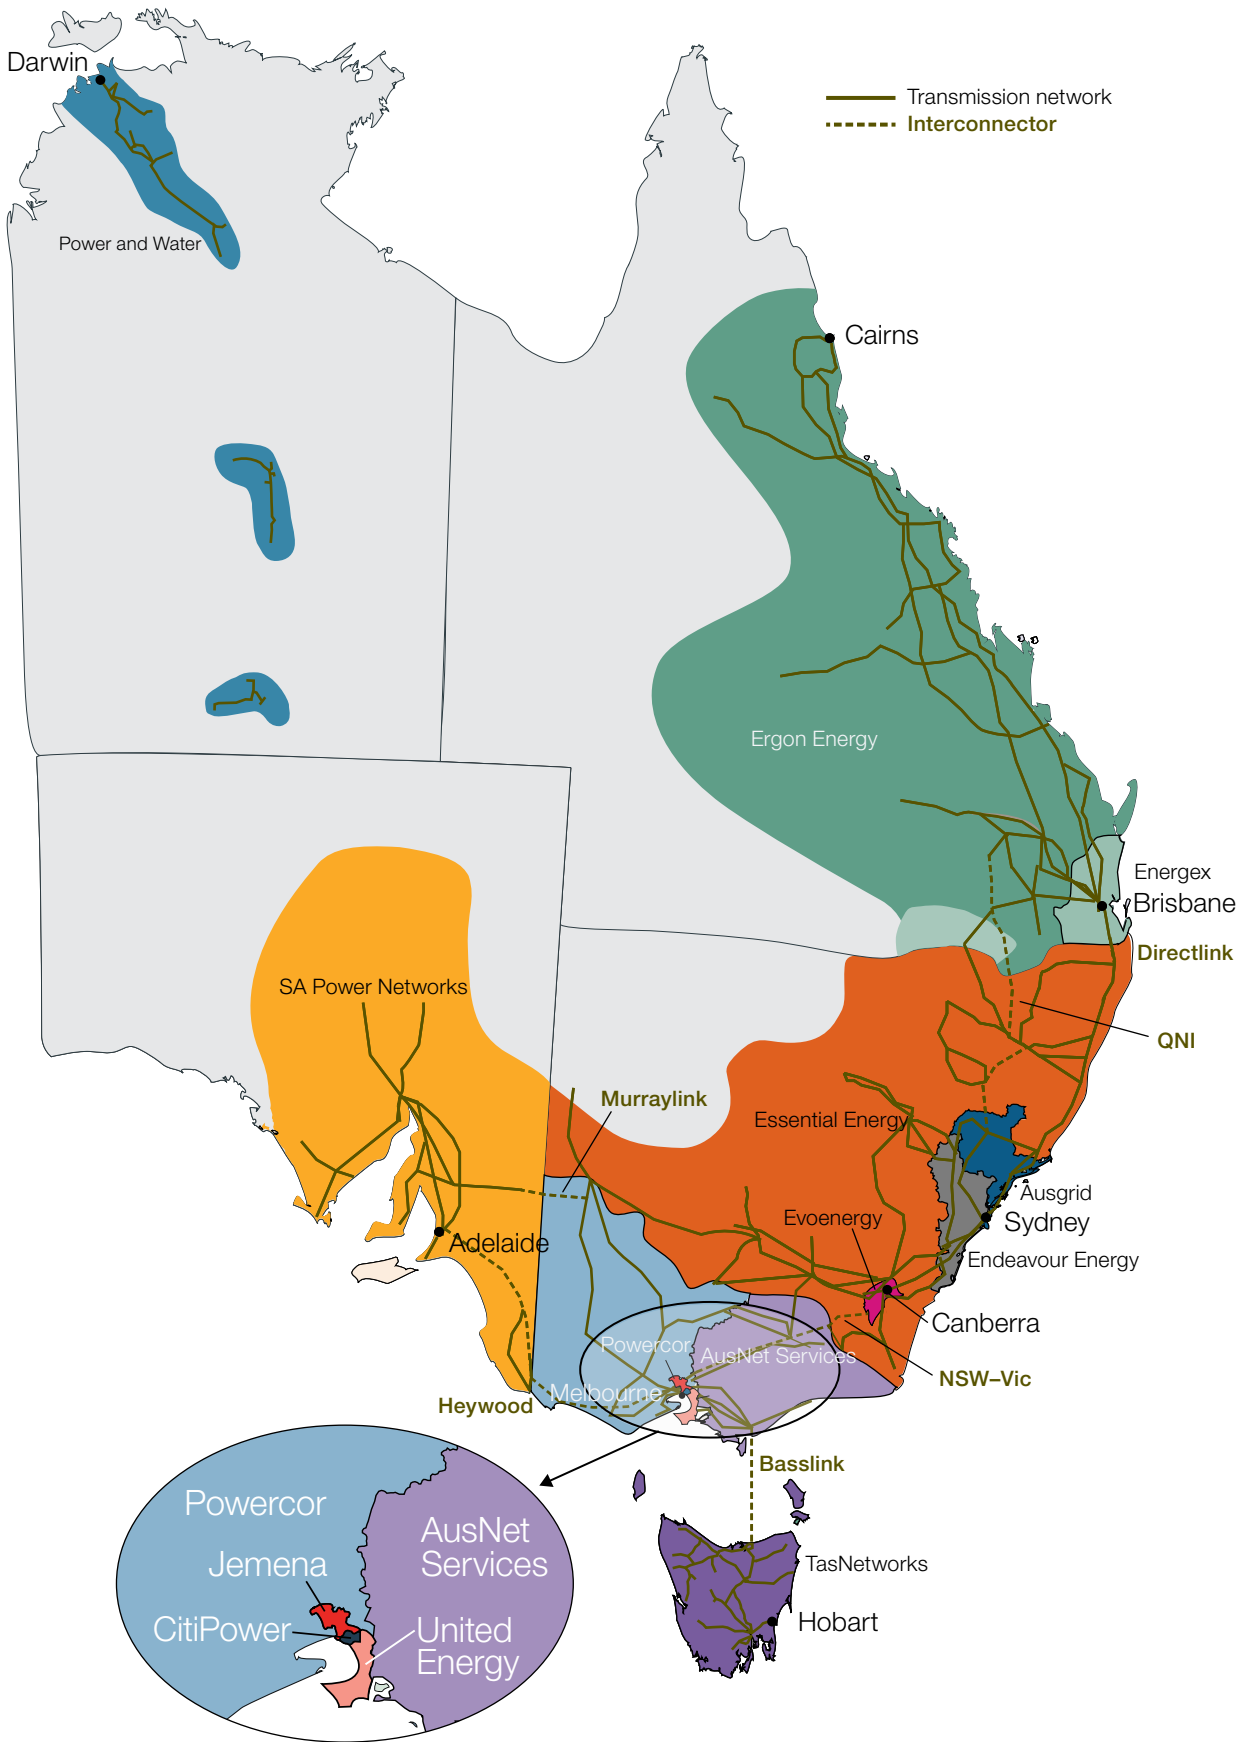 Darwin
Transmission network
Interconnector
Power and Water
Cairns
Ergon Energy
Energex
Brisbane
Directlink
SA Power Networks
QNI
Murraylink
Essential Energy
Ausgrid
Evoenergy
Sydney
Adelaide
Endeavour Energy
Canberra
Powercor
AusNet Services
NSW–Vic
Melbourne
Heywood
Basslink
Powercor
AusNet
Services
Jemena
TasNetworks
CitiPower
United
Energy
Hobart